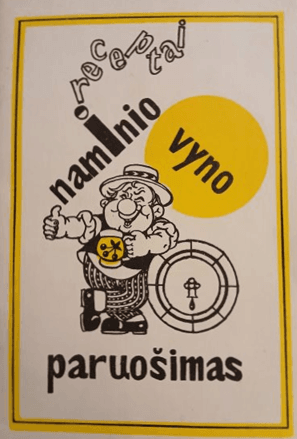 receptai
naminio
vyno
paruošimas